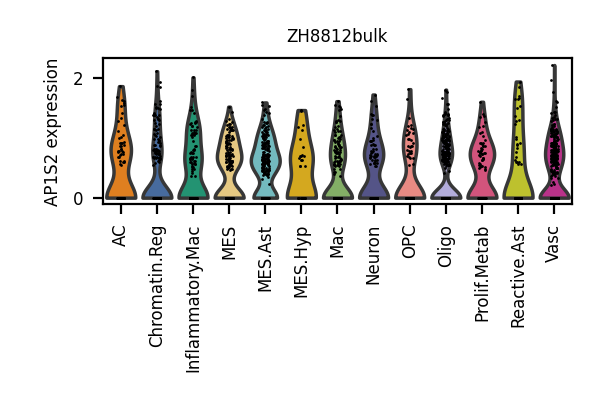 ZH8812bulk
AP1S2 expression
2
0
AC
Chromatin.Reg
Inflammatory.Mac
MES
MES.Ast
MES.Hyp
Mac
Neuron
OPC
Oligo
Prolif.Metab
Reactive.Ast
Vasc